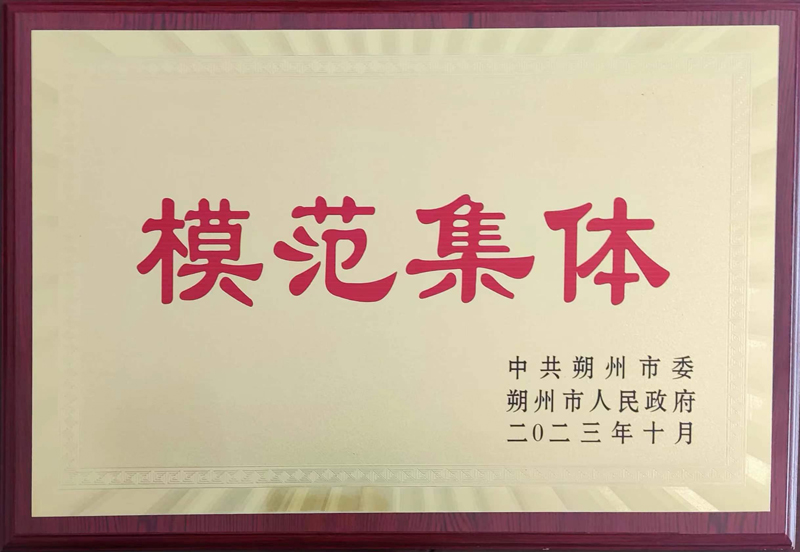 模范集体
中共朔州市委
朔州市人民政府
二0二三年十月